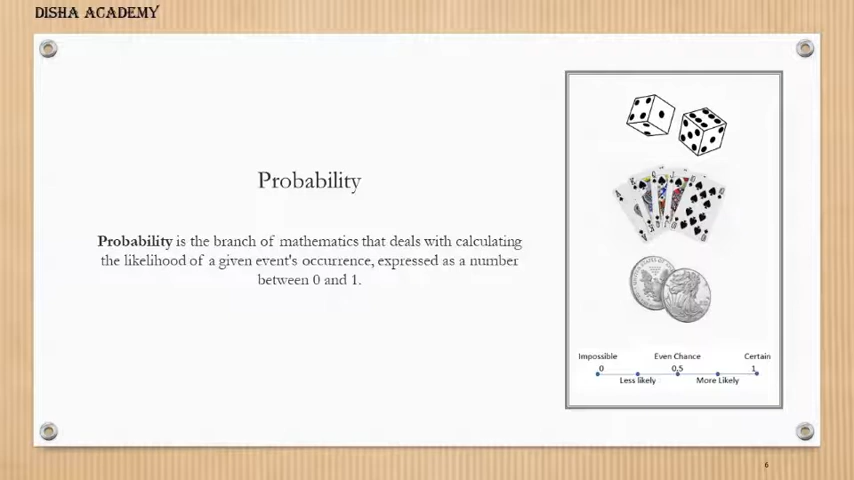 DISHA ACADEMY
Probability
Probability is the branch of mathematics that deals with calculating
the likelihood of a given event's occurrence, expressed as a number
between 0 and 1.
Impossible Even Chance Certain
0 0.5 1
Less likely More Likely
6